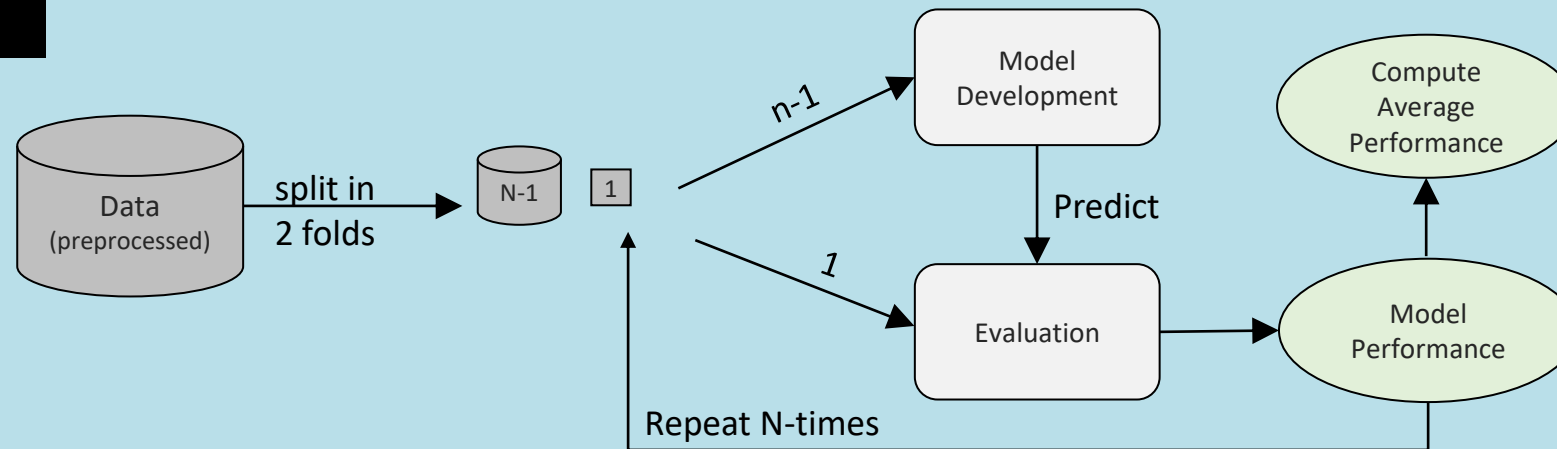 Data
(preprocessed)
split in
2 folds
N-1
1
n-1
1
Model
Development
Predict
Evaluation
Compute
Average
Performance
Model
Performance
Repeat N-times